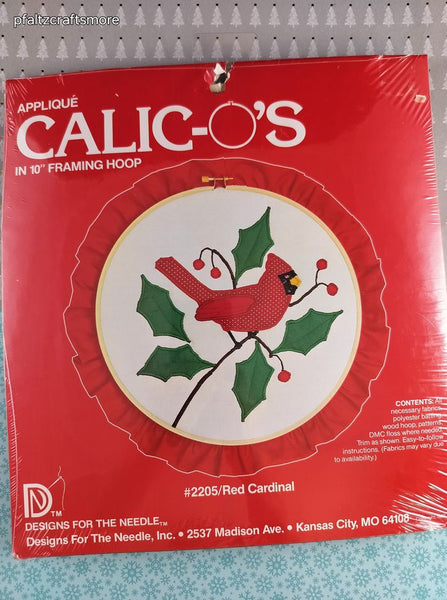 pfaltzcraftsmore
APPLIQUÉ
CALIC-O'S
IN 10" FRAMING HOOP
CONTENTS: All
necessary fabrics,
polyester batting,
wood hoop, patterns,
DMC floss where needed.
Trim as shown. Easy-to-follow
instructions. (Fabrics may vary due
to availability.)
#2205/Red Cardinal
DN™
DESIGNS FOR THE NEEDLE™
Designs For The Needle, Inc. • 2537 Madison Ave. • Kansas City, MO 64108